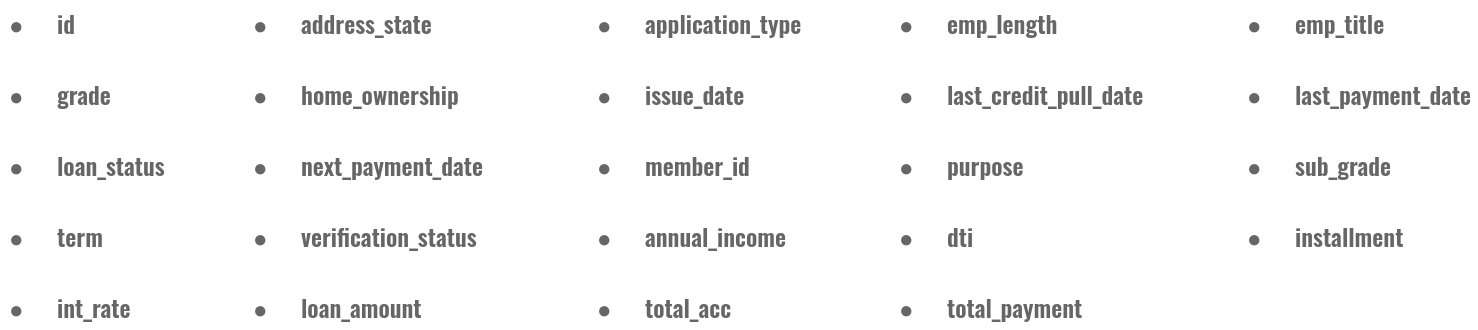 • id • address_state • application_type • emp_length • emp_title
• grade • home_ownership • issue_date • last_credit_pull_date • last_payment_date
• loan_status • next_payment_date • member_id • purpose • sub_grade
• term • verification_status • annual_income • dti • installment
• int_rate • loan_amount • total_acc • total_payment